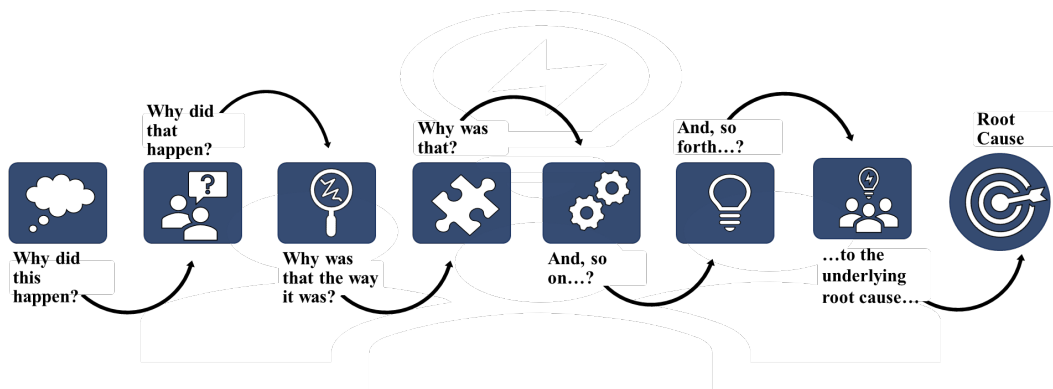 Why did
this
happen?
Why did
that
happen?
?
Why was
that the way
it was?
Why was
that?
And, so
on…?
And, so
forth…?
…to the
underlying
root cause…
Root
Cause